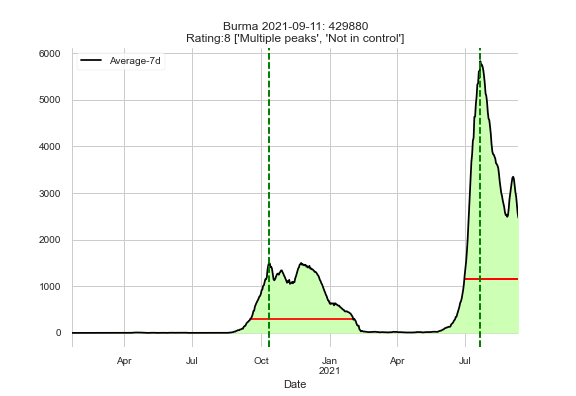 Burma 2021-09-11: 429880
Rating:8 ['Multiple peaks', 'Not in control']
Average-7d
6000
5000
4000
3000
2000
1000
0
Apr
Jul
Oct
Jan
2021
Apr
Jul
Date